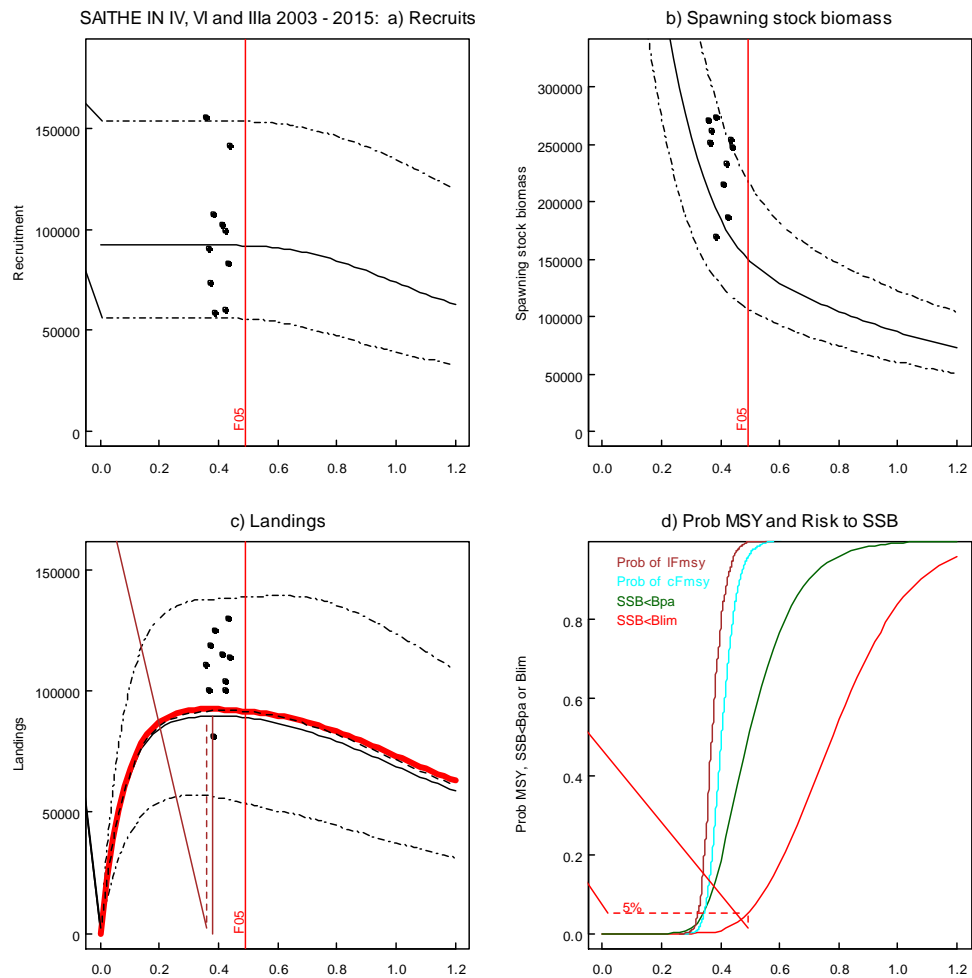 SAITHE IN IV, VI and IIIa 2003 - 2015: a) Recruits
Recruitment
150000
100000
50000
0
F05
0.0 0.2 0.4 0.6 0.8 1.0 1.2
b) Spawning stock biomass
Spawning stock biomass
300000
250000
200000
150000
100000
50000
0
F05
0.0 0.2 0.4 0.6 0.8 1.0 1.2
c) Landings
Landings
150000
100000
50000
0
F05
0.0 0.2 0.4 0.6 0.8 1.0 1.2
d) Prob MSY and Risk to SSB
Prob MSY, SSB<Bpa or Blim
Prob of lFmsy
Prob of cFmsy
SSB<Bpa
SSB<Blim
0.8
0.6
0.4
0.2
0.0
5%
0.0 0.2 0.4 0.6 0.8 1.0 1.2